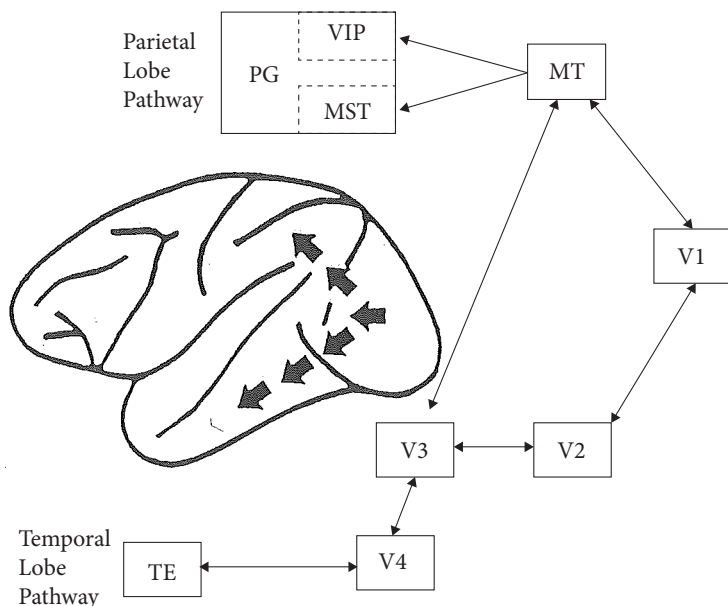 Parietal
Lobe
Pathway
PG
VIP
MST
MT
V1
V3
V2
V4
TE
Temporal
Lobe
Pathway